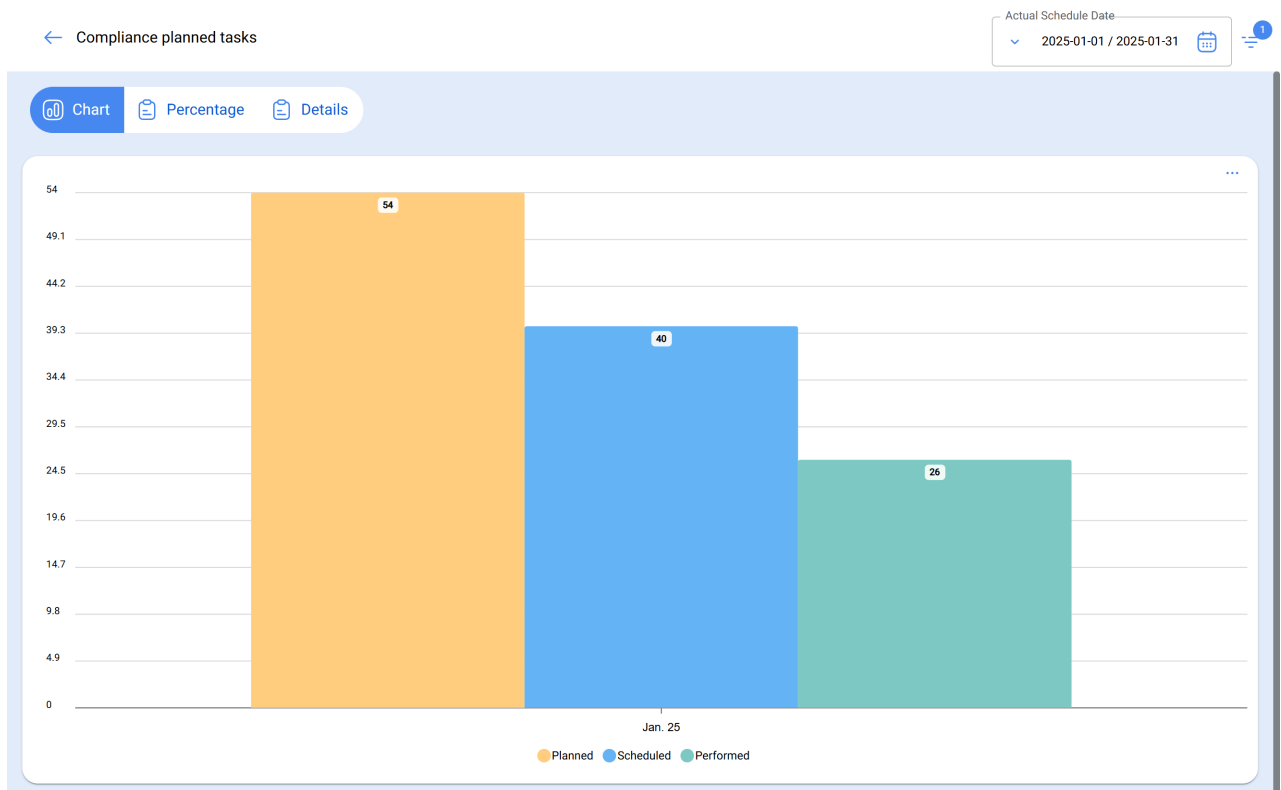 Actual Schedule Date
Compliance planned tasks
2025-01-01 / 2025-01-31
1
Chart
Percentage
Details
54
49.1
44.2
39.3
34.4
29.5
24.5
19.6
14.7
9.8
4.9
0
54
40
26
Jan. 25
Planned
Scheduled
Performed